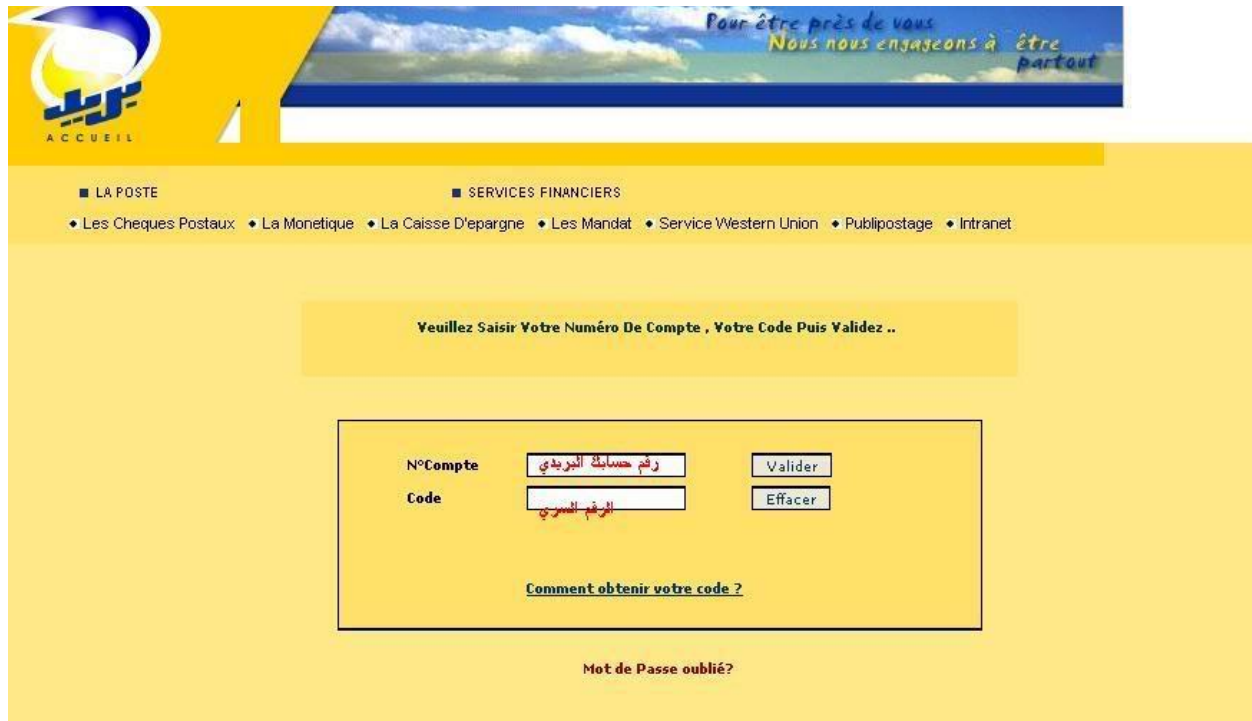 Pour être près de vous
Nous nous engageons à être
partout
بريد
ACCUEIL
LA POSTE
SERVICES FINANCIERS
Les Cheques Postaux
La Monetique
La Caisse D'epargne
Les Mandat
Service Western Union
Publipostage
Intranet
Veuillez Saisir Votre Numéro De Compte , Votre Code Puis Validez ..
N°Compte
رقم حسابك البريدي
Valider
Code
الرقم السري
Effacer
Comment obtenir votre code ?
Mot de Passe oublié?